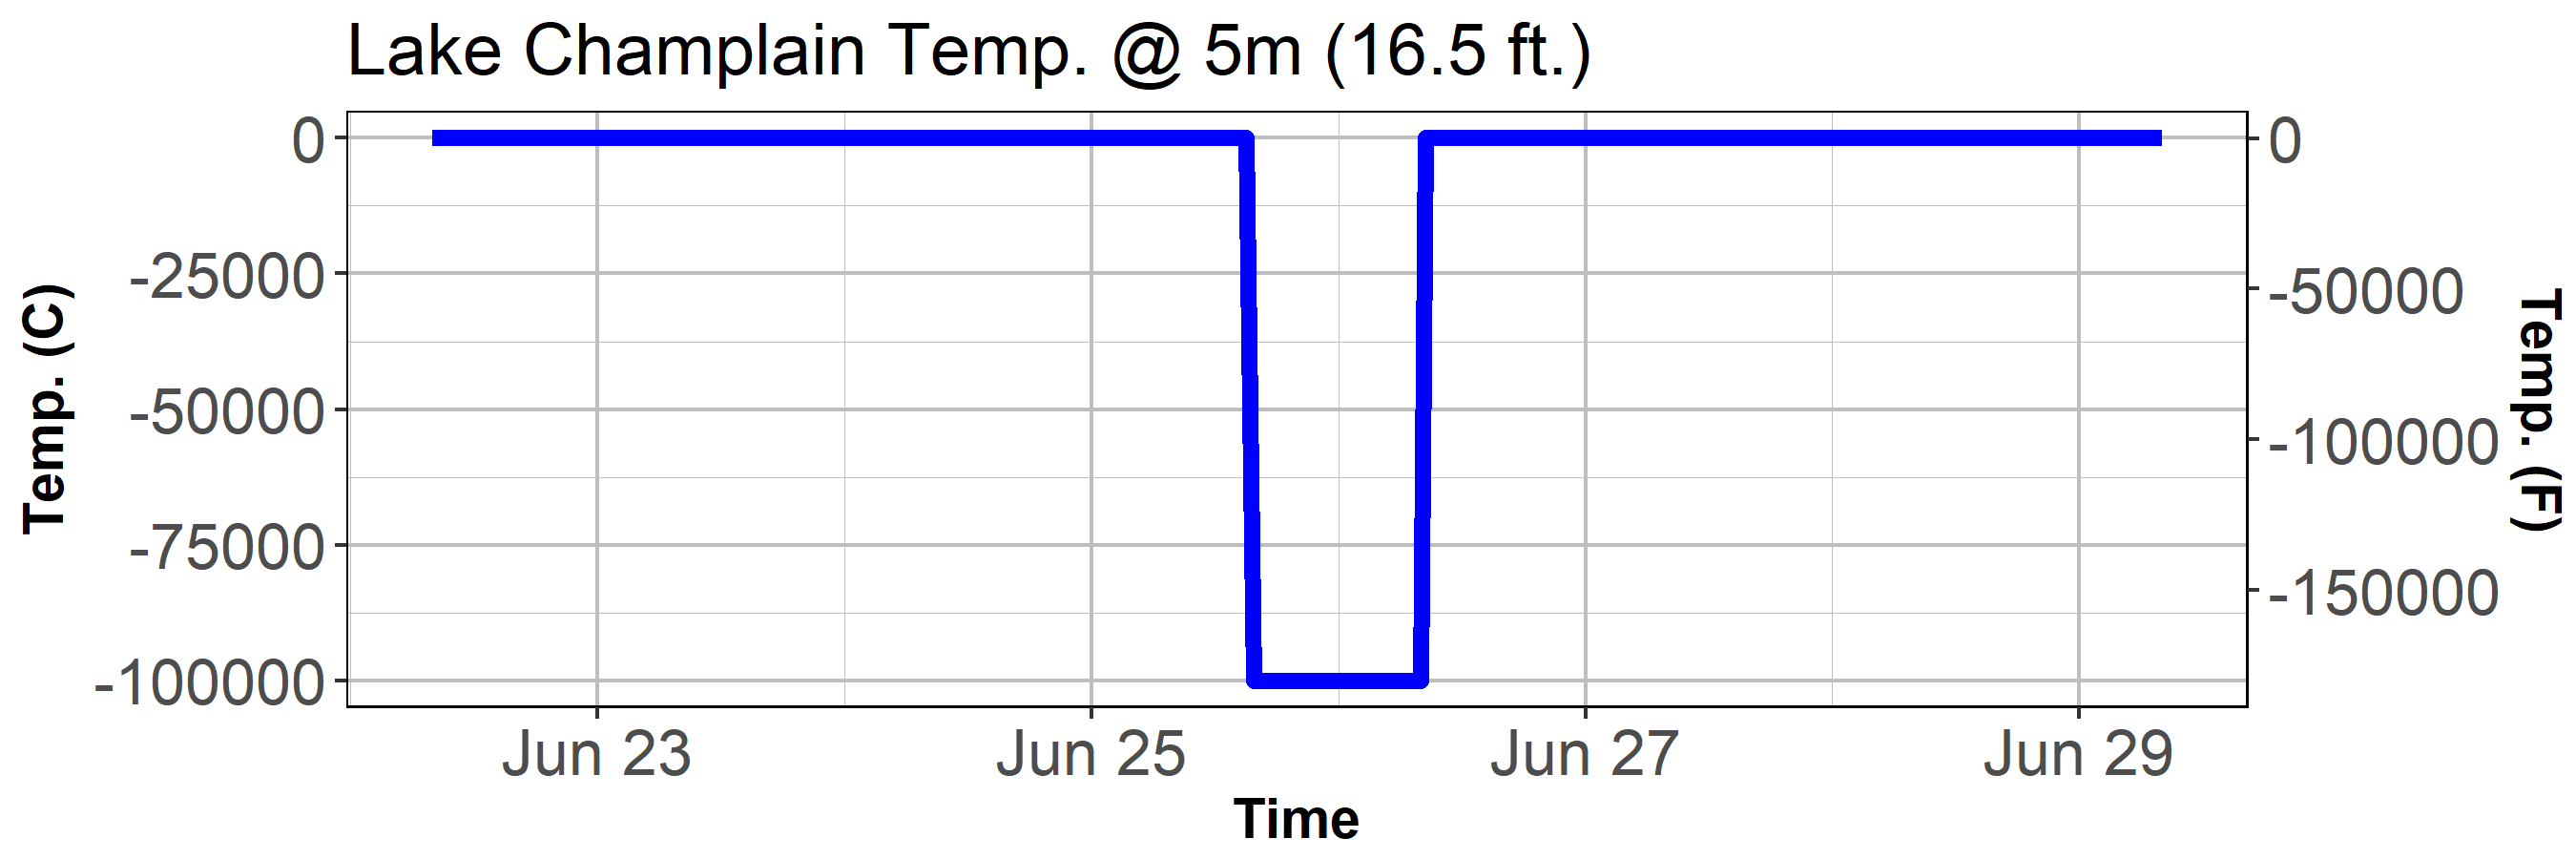 Lake Champlain Temp. @ 5m (16.5 ft.)
Temp. (C)
0
-25000
-50000
-75000
-100000
0
-50000
-100000
-150000
Temp. (F)
Jun 23
Jun 25
Jun 27
Jun 29
Time